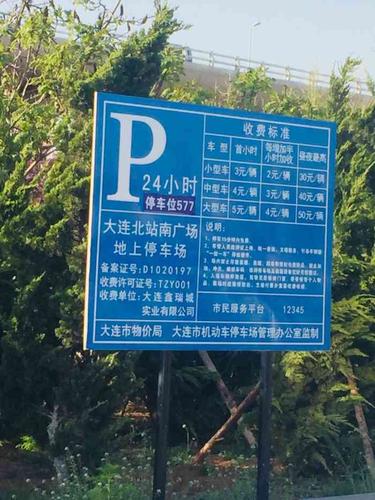 P
24小时
停车位577
大连北站南广场
地上停车场
备案证号:D1020197
收费许可证号:TZY001
收费单位:大连鑫瑞城
实业有限公司
收费标准
车 型 首小时 等增加半小时加收 昼夜最高
小型车 3元/辆 2元/辆 30元/辆
中型车 4元/辆 3元/辆 40元/辆
大型车 5元/辆 4元/辆 50元/辆
说明:
市民服务平台 12345
大连市物价局 大连市机动车停车场管理办公室监制